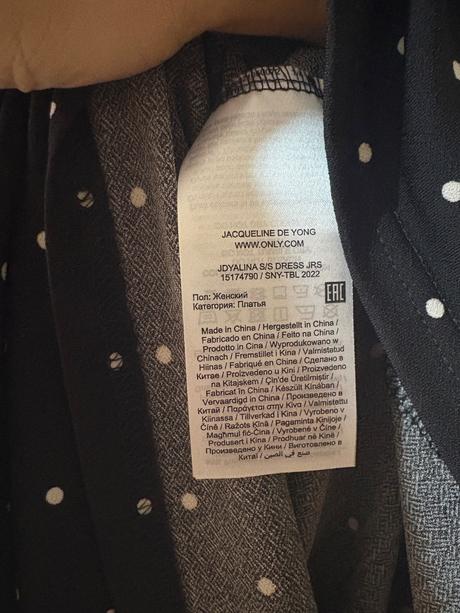 JACQUELINE DE YONG
WWW.ONLY.COM
JDYALINA S/S DRESS JRS
15174790 / SNY-TBL 2022
Пол: Женский
Категория: Платья
EAC
Made in China / Hergestellt in China /
Fabricado en China / Feito na China /
Prodotto in Cina / Wyprodukowano w
Chinach / Fremstillet i Kina / Valmistustud
Hiinas / Fabriqué en Chine / Сделано в
Китае / Proizvedeno u Kini / Proizvedeno
na Kitajskem / Çin'de Üretilmiştir /
Fabricat în China / Készült Kínában /
Vervaardigd in China / Произведено в
Китай / Παράγεται στην Κίνα / Valmistettu
Kiinassa / Tillverkad i Kina / Vyrobeno v
Číně / Ražots Ķīnā / Pagaminta Kinijoje /
Magħmul fiċ-Ċina / Vyrobené v Číne /
Produsert i Kina / Prodhuar në Kinë /
Произведено у Кини / Виготовлено в
Китаї / صنع في الصين